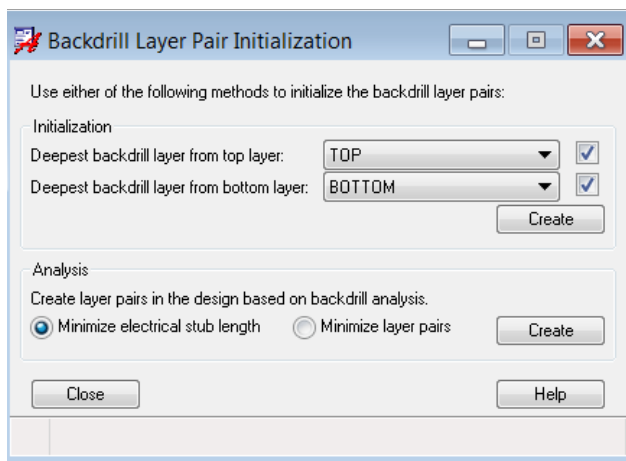 Backdrill Layer Pair Initialization
Use either of the following methods to initialize the backdrill layer pairs:
Initialization
Deepest backdrill layer from top layer: TOP
Deepest backdrill layer from bottom layer: BOTTOM
Create
Analysis
Create layer pairs in the design based on backdrill analysis.
Minimize electrical stub length Minimize layer pairs Create
Close Help